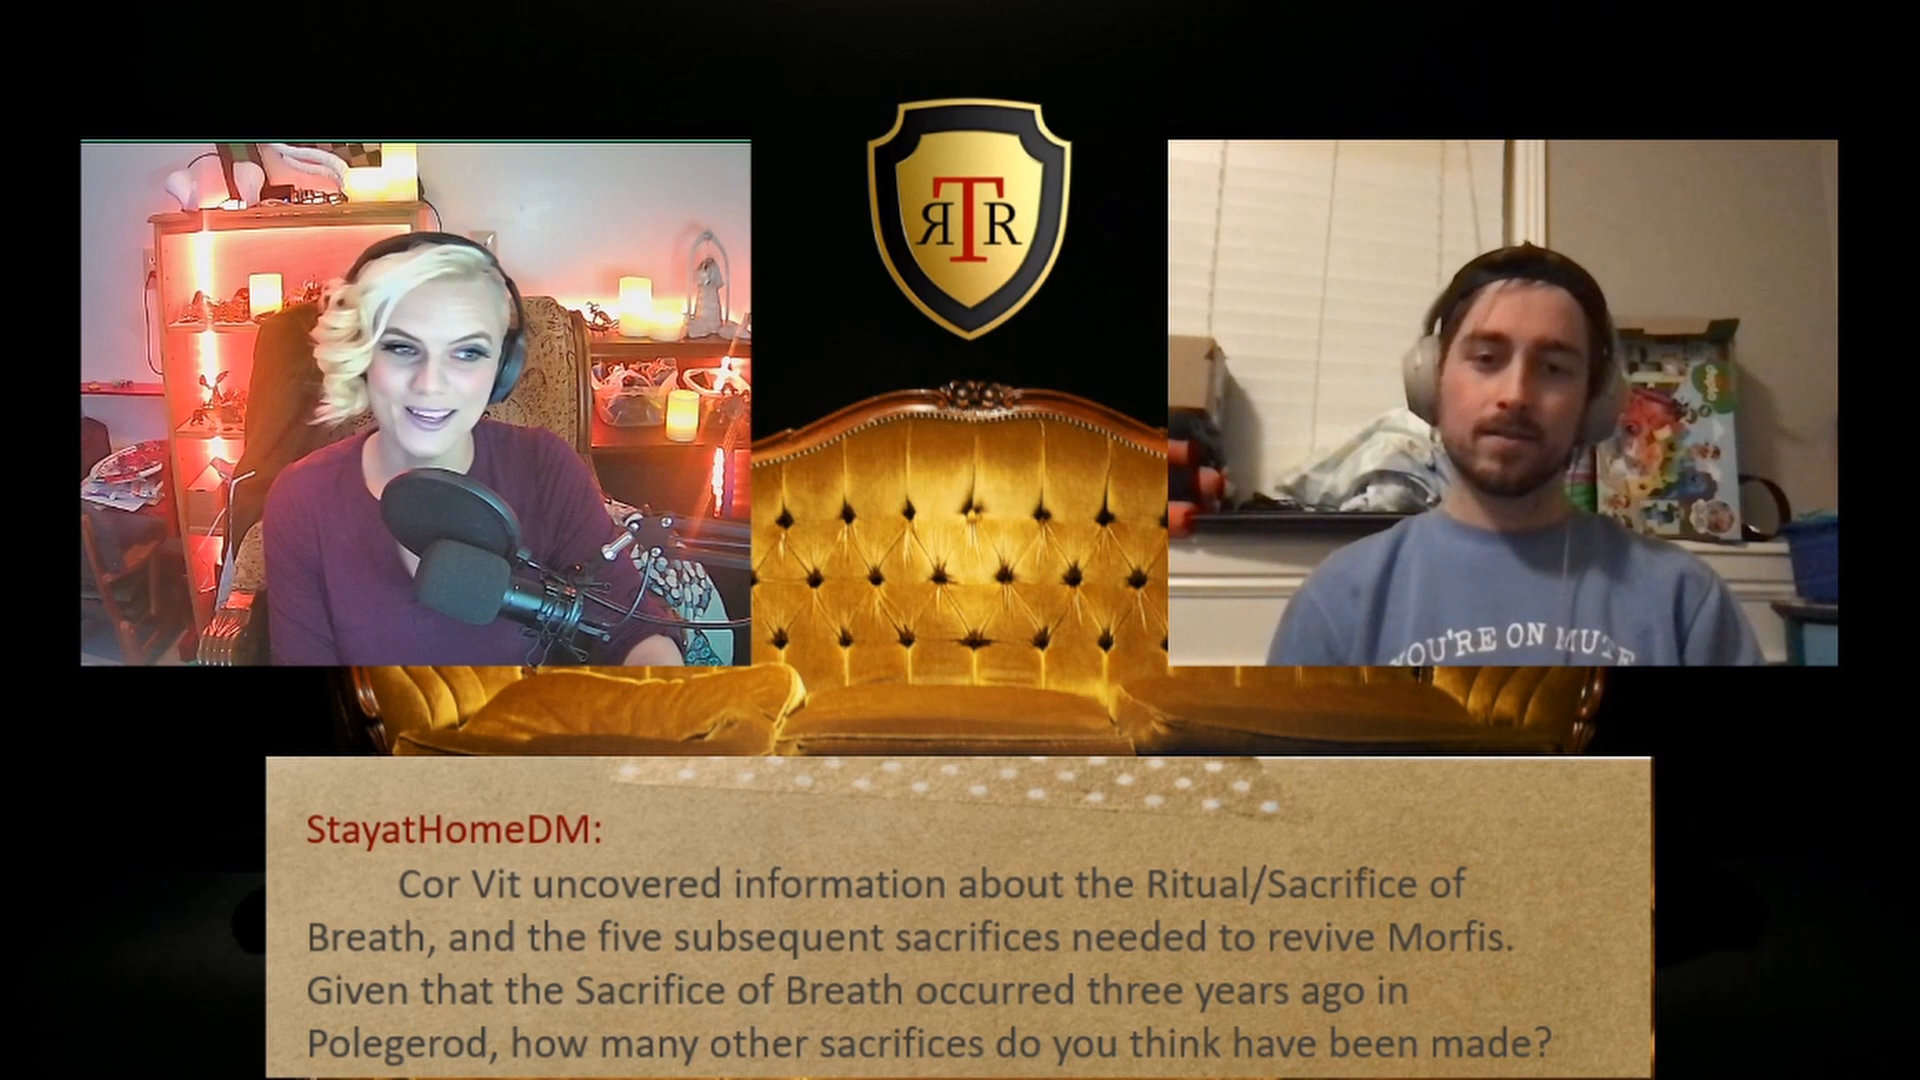 RTR
YOU'RE ON MUTE
StayatHomeDM:
Cor Vit uncovered information about the Ritual/Sacrifice of
Breath, and the five subsequent sacrifices needed to revive Morfis.
Given that the Sacrifice of Breath occurred three years ago in
Polegerod, how many other sacrifices do you think have been made?